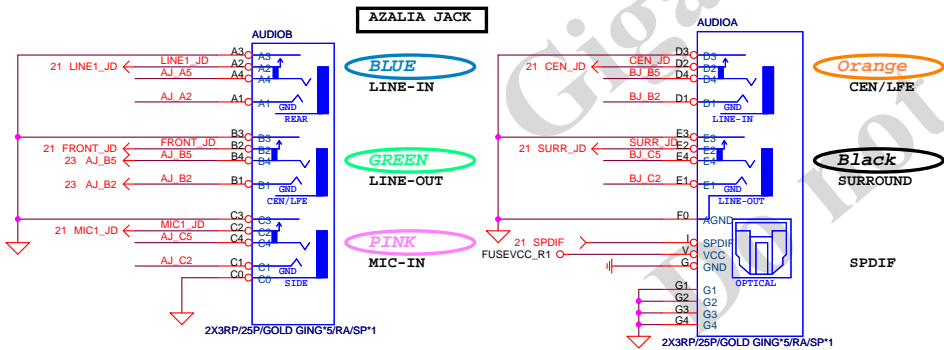 AZALIA JACK
AUDIOB
A3 A3
21 LINE1_JD LINE1_JD A2 A2
AJ_A5 A4 A4
AJ_A2 A1 A1
GND
REAR
BLUE
LINE-IN
B3 B3
21 FRONT_JD FRONT_JD B2 B2
23 AJ_B5 AJ_B5 B4 B4
23 AJ_B2 AJ_B2 B1 B1
GND
CEN/LFE
GREEN
LINE-OUT
C3 C3
21 MIC1_JD MIC1_JD C2 C2
AJ_C5 C4 C4
AJ_C2 C1 C1
GND
C0 C0
SIDE
PINK
MIC-IN
2X3RP/25P/GOLD GING*5/RA/SP*1
AUDIOA
D3 D3
21 CEN_JD CEN_JD D2 D2
BJ_B5 D4 D4
BJ_B2 D1 D1
GND
LINE-IN
Orange
CEN/LFE
E3 E3
21 SURR_JD SURR_JD E2 E2
BJ_C5 E4 E4
BJ_C2 E1 E1
GND
LINE-OUT
Black
SURROUND
F0 AGND
21 SPDIF I SPDIF
FUSEVCC_R1 V VCC
G GND
OPTICAL
SPDIF
G1 G1
G2 G2
G3 G3
G4 G4
2X3RP/25P/GOLD GING*5/RA/SP*1
Giga
Do not